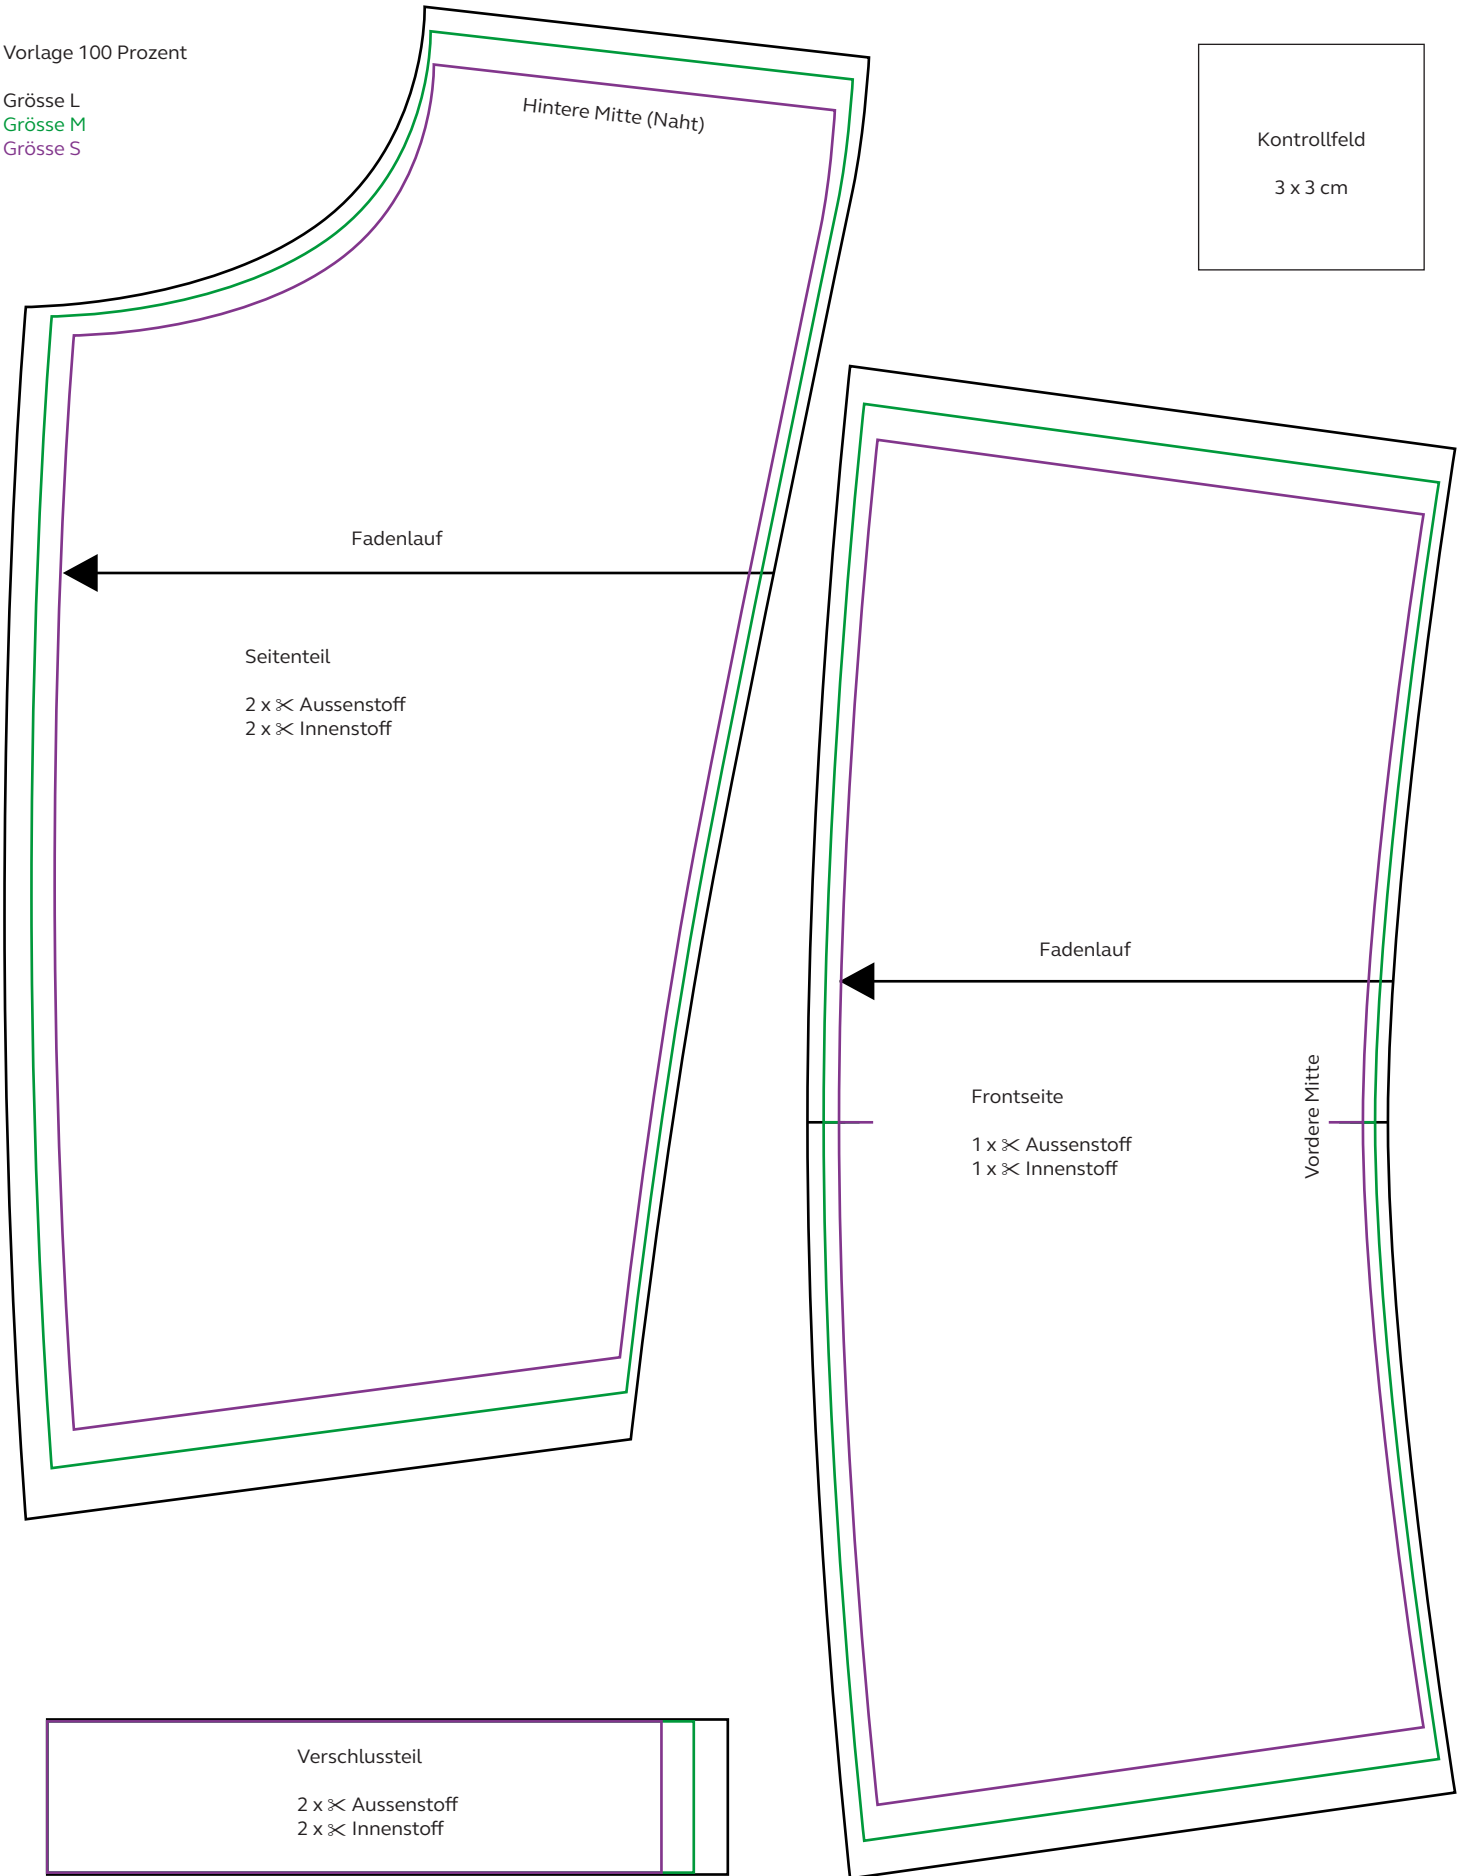 Vorlage 100 Prozent
Grösse L
Grösse M
Grösse S
Hintere Mitte (Naht)
Kontrollfeld
3 x 3 cm
Fadenlauf
Seitenteil
2 x ✂ Aussenstoff
2 x ✂ Innenstoff
Fadenlauf
Frontseite
1 x ✂ Aussenstoff
1 x ✂ Innenstoff
Vordere Mitte
Verschlussteil
2 x ✂ Aussenstoff
2 x ✂ Innenstoff